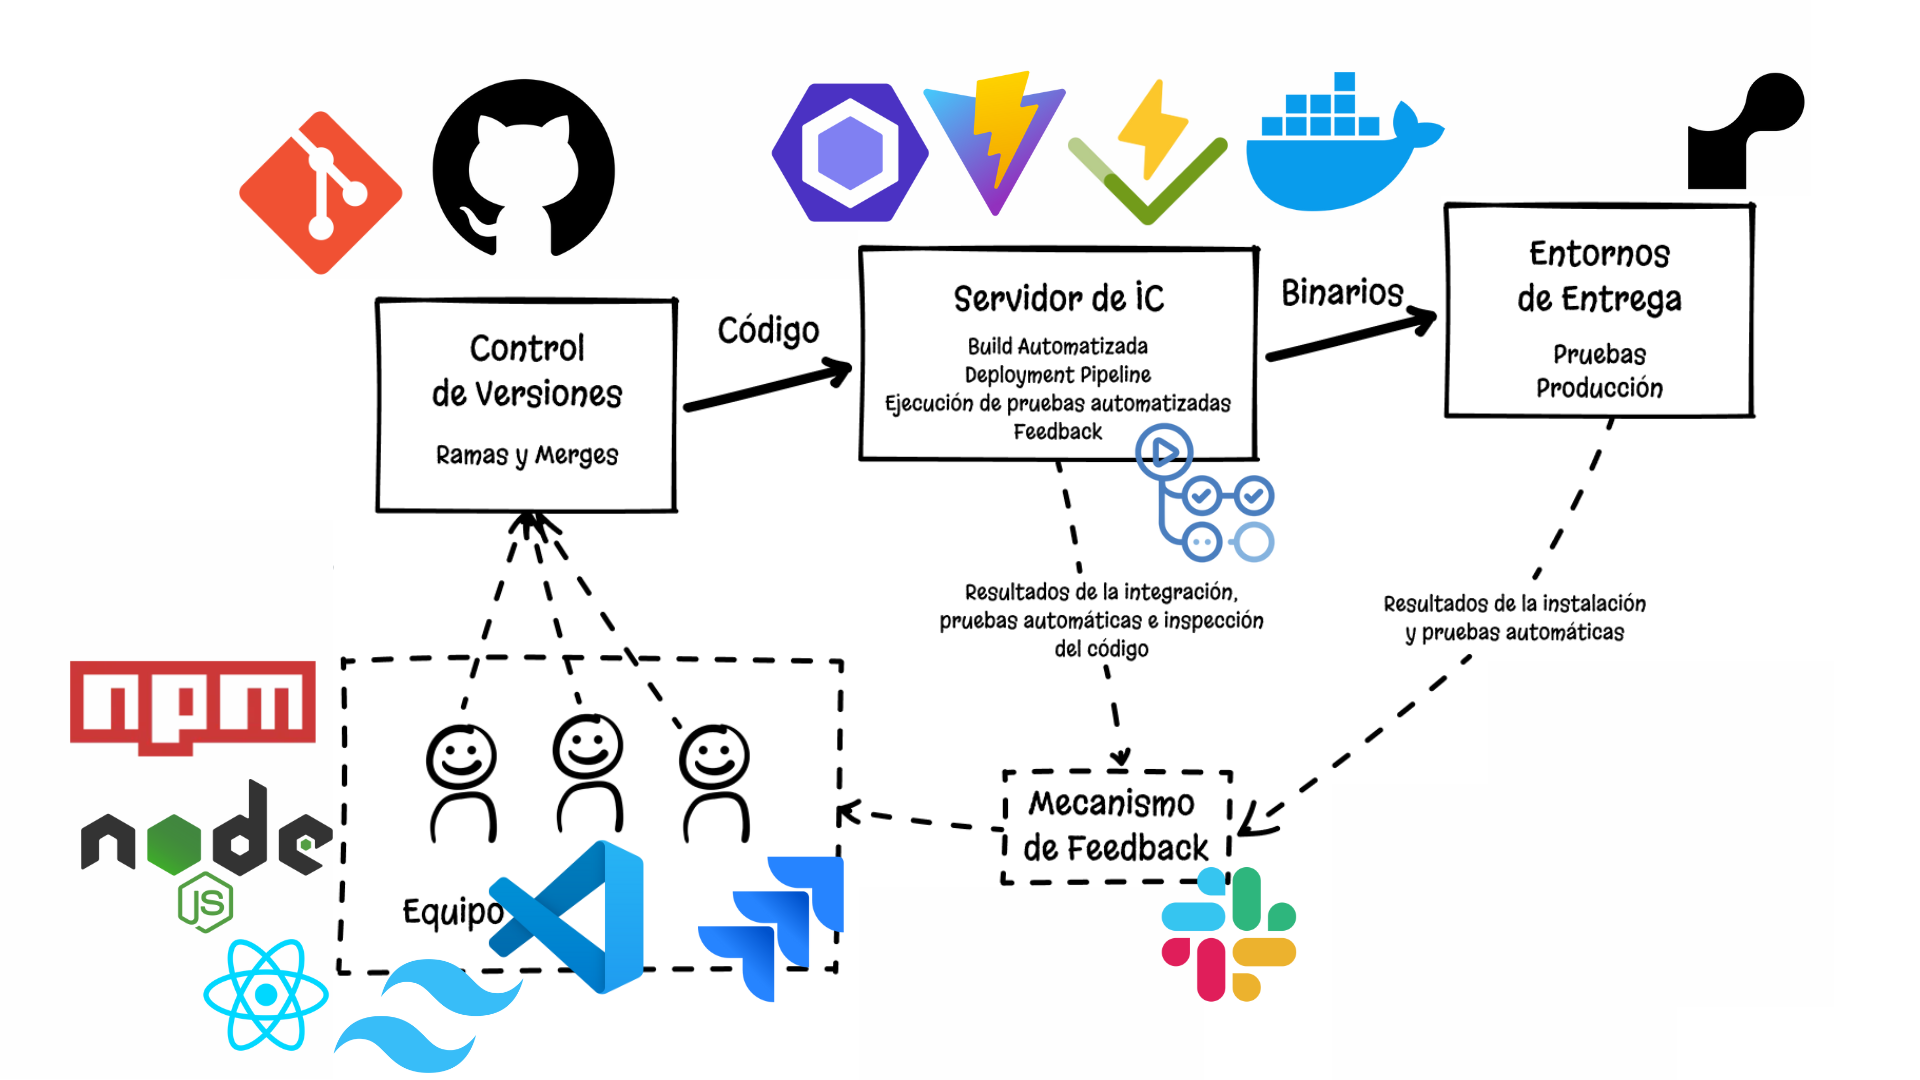 Control
de Versiones
Ramas y Merges
Código
Servidor de iC
Build Automatizada
Deployment Pipeline
Ejecución de pruebas automatizadas
Feedback
Binarios
Entornos
de Entrega
Pruebas
Producción
Resultados de la integración,
pruebas automáticas e inspección
del código
Resultados de la instalación
y pruebas automáticas
Mecanismo
de Feedback
Equipo
npm
node
JS